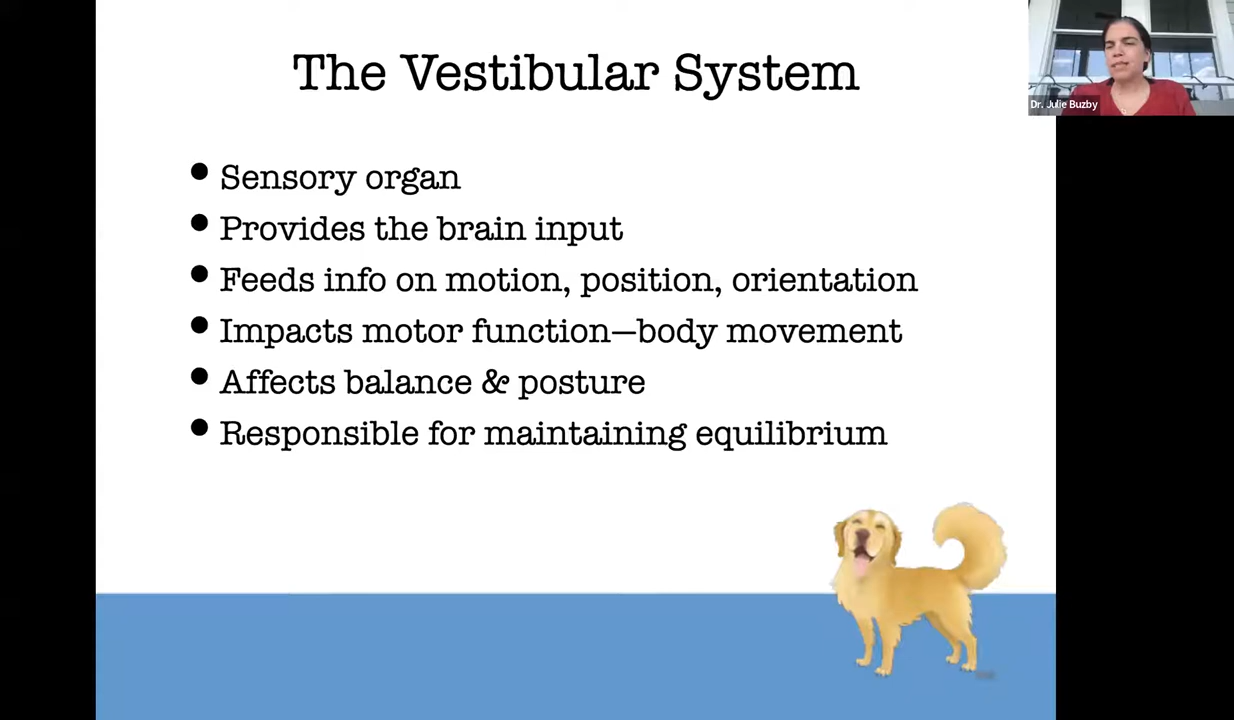 The Vestibular System
Dr. Julie Buzby
• Sensory organ
• Provides the brain input
• Feeds info on motion, position, orientation
• Impacts motor function—body movement
• Affects balance & posture
• Responsible for maintaining equilibrium